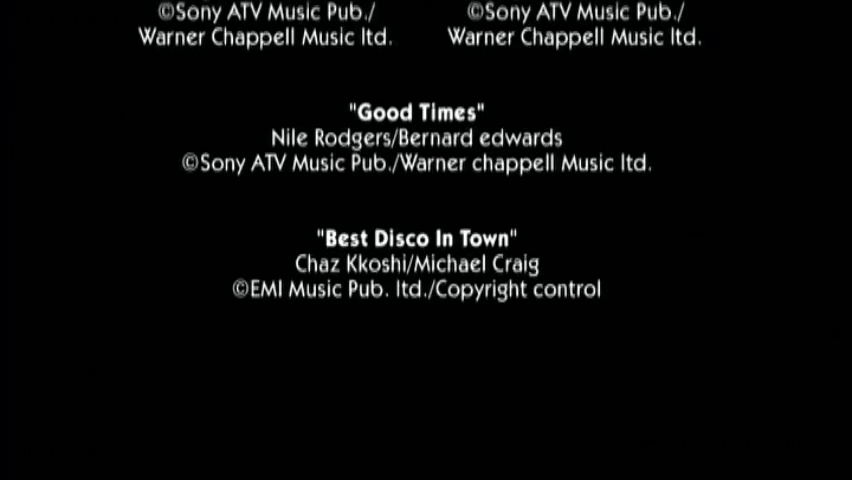 ©Sony ATV Music Pub./
Warner Chappell Music ltd.
©Sony ATV Music Pub./
Warner Chappell Music ltd.
"Good Times"
Nile Rodgers/Bernard edwards
©Sony ATV Music Pub./Warner chappell Music ltd.
"Best Disco In Town"
Chaz Kkoshi/Michael Craig
©EMI Music Pub. ltd./Copyright control